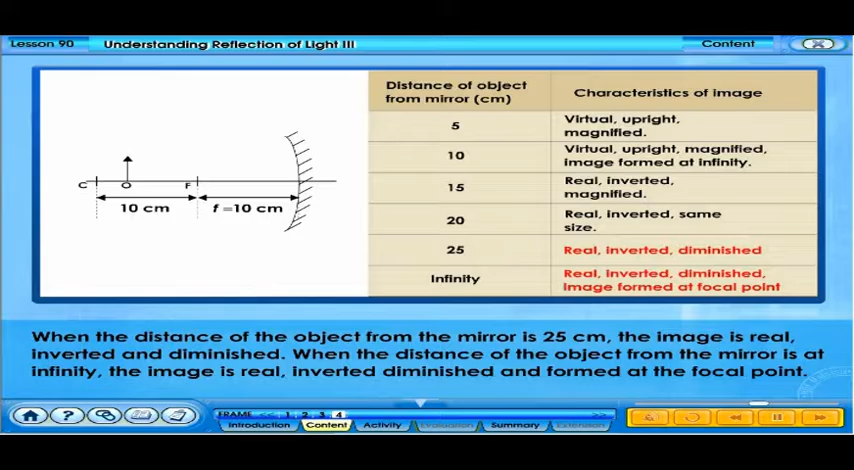 Lesson 90
Understanding Reflection of Light III
Content
Distance of object
from mirror (cm)
Characteristics of image
5
Virtual, upright,
magnified.
10
Virtual, upright, magnified,
image formed at infinity.
15
Real, inverted,
magnified.
20
Real, inverted, same
size.
25
Real, inverted, diminished
Infinity
Real, inverted, diminished,
Image formed at focal point
C
O
F
10 cm
f =10 cm
When the distance of the object from the mirror is 25 cm, the image is real,
inverted and diminished. When the distance of the object from the mirror is at
infinity, the image is real, inverted diminished and formed at the focal point.
FRAME << 1 2 3 4 >>
Introduction
Content
Activity
Evaluation
Summary
Extension